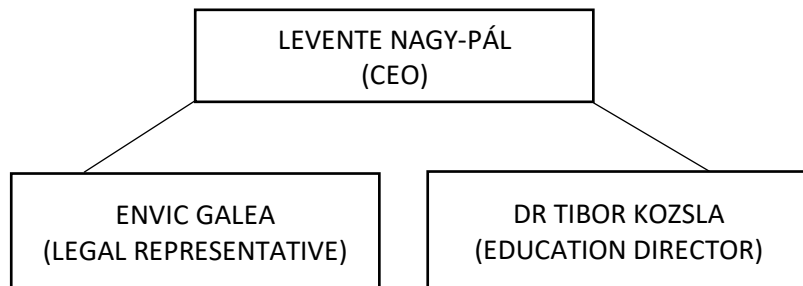 LEVENTE NAGY-PÁL
(CEO)
ENVIC GALEA
(LEGAL REPRESENTATIVE)
DR TIBOR KOZSLA
(EDUCATION DIRECTOR)